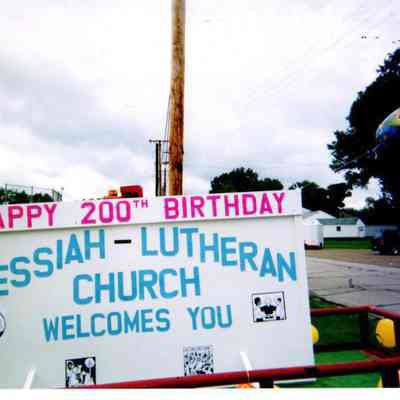 APPY 200TH BIRTHDAY
ESSIAH - LUTHERAN
CHURCH
WELCOMES YOU